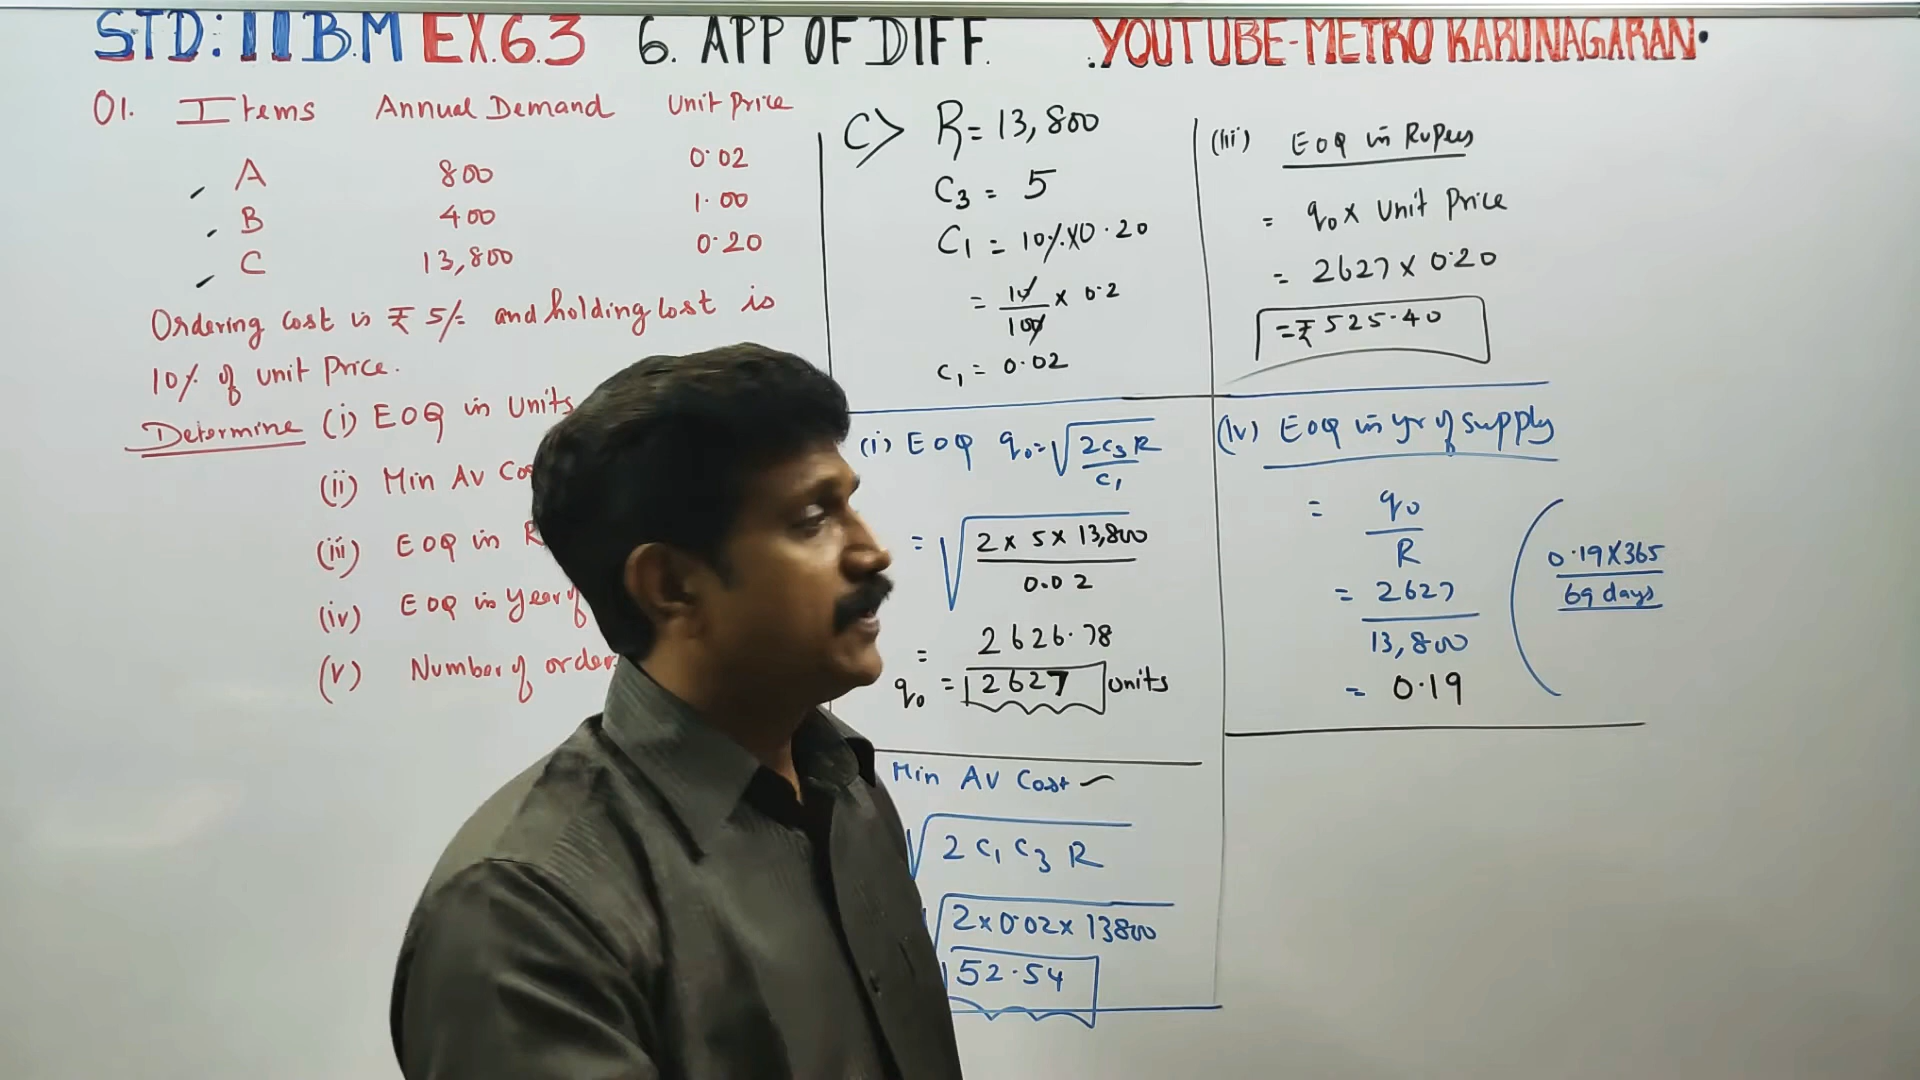 STD: 11 B.M EX.6.3 6. APP OF DIFF. .YOUTUBE-METRO KARUNAGARAN.
01. Items Annual Demand Unit Price
A 800 0.02
B 400 1.00
C 13,800 0.20
Ordering Cost is ₹ 5/= and holding Cost is
10% of unit Price.
Determine (i) EOQ in Units
(ii) Min Av
(iii) EOQ in
(iv) EOQ in Year of
(v) Number of
C> R = 13,800
C3 = 5
C1 = 10% X 0.20
= 10/100 x 0.2
C1 = 0.02
(i) EOQ q0 = √2C3R/C1
= √2 x 5 x 13,800/0.02
= 2626.78
q0 = 2627 units
Min Av Cost
√2 C1 C3 R
√2 x 0.02 x 13800
52.54
(iii) EOQ in Rupees
= q0 x Unit Price
= 2627 x 0.20
= ₹ 525.40
(iv) EOQ in yr of supply
= q0/R
= 2627/13,800
= 0.19
0.19 X 365
69 days